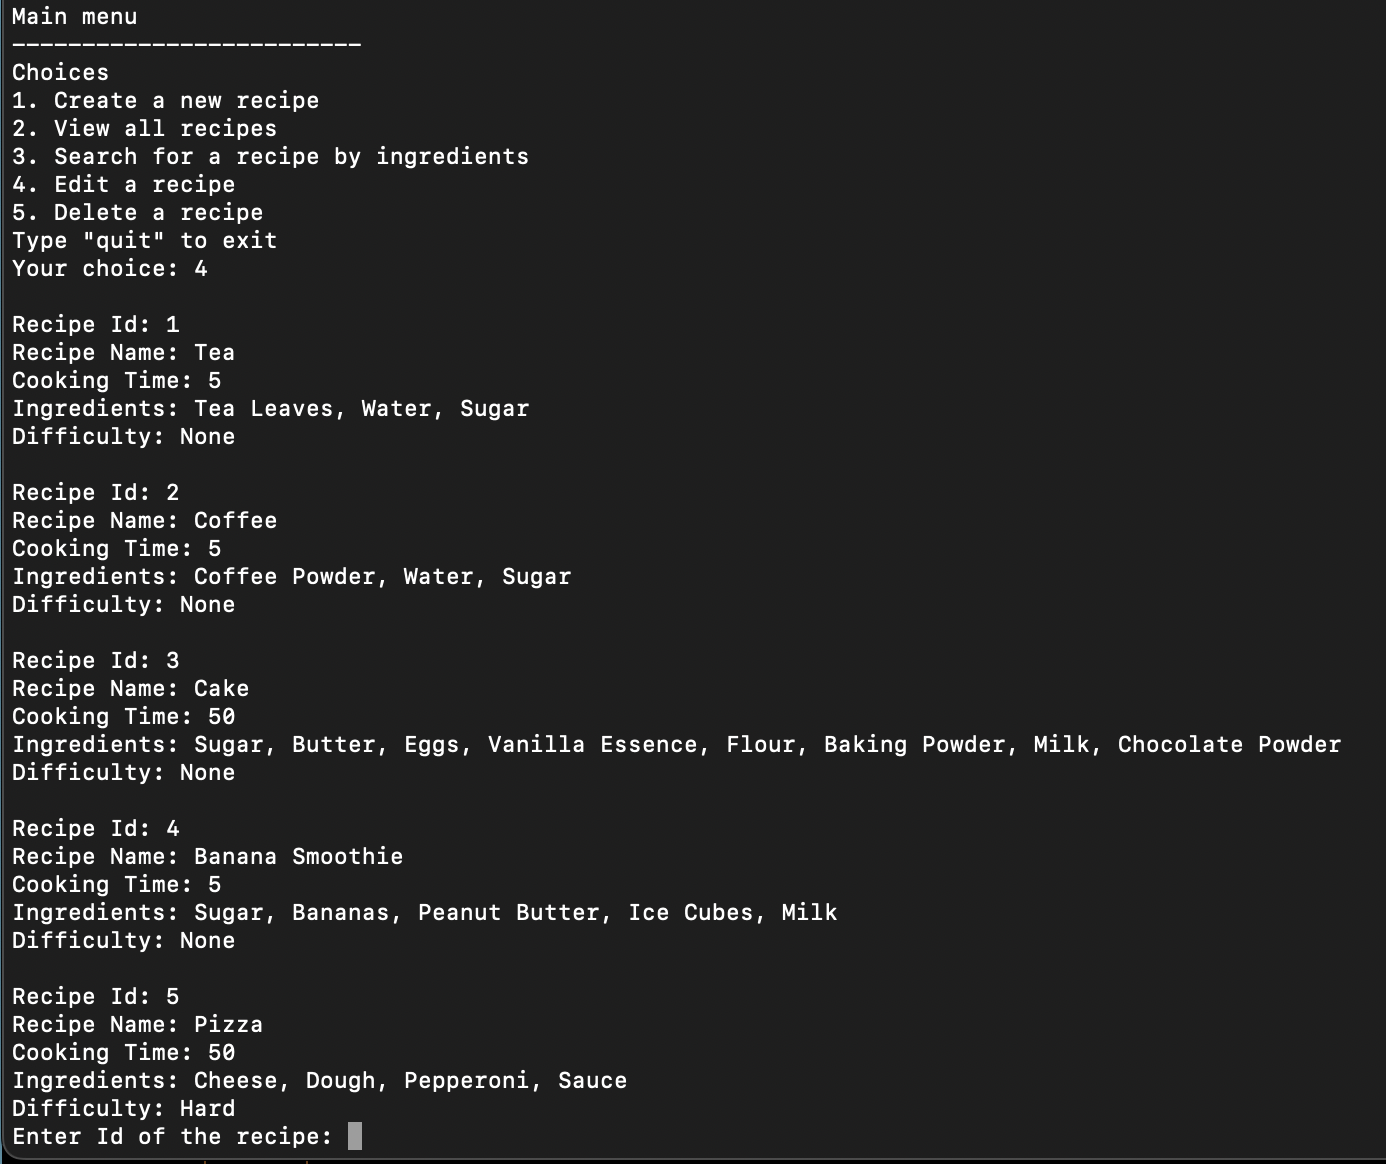 Main menu
-------------------------
Choices
1. Create a new recipe
2. View all recipes
3. Search for a recipe by ingredients
4. Edit a recipe
5. Delete a recipe
Type "quit" to exit
Your choice: 4
Recipe Id: 1
Recipe Name: Tea
Cooking Time: 5
Ingredients: Tea Leaves, Water, Sugar
Difficulty: None
Recipe Id: 2
Recipe Name: Coffee
Cooking Time: 5
Ingredients: Coffee Powder, Water, Sugar
Difficulty: None
Recipe Id: 3
Recipe Name: Cake
Cooking Time: 50
Ingredients: Sugar, Butter, Eggs, Vanilla Essence, Flour, Baking Powder, Milk, Chocolate Powder
Difficulty: None
Recipe Id: 4
Recipe Name: Banana Smoothie
Cooking Time: 5
Ingredients: Sugar, Bananas, Peanut Butter, Ice Cubes, Milk
Difficulty: None
Recipe Id: 5
Recipe Name: Pizza
Cooking Time: 50
Ingredients: Cheese, Dough, Pepperoni, Sauce
Difficulty: Hard
Enter Id of the recipe: